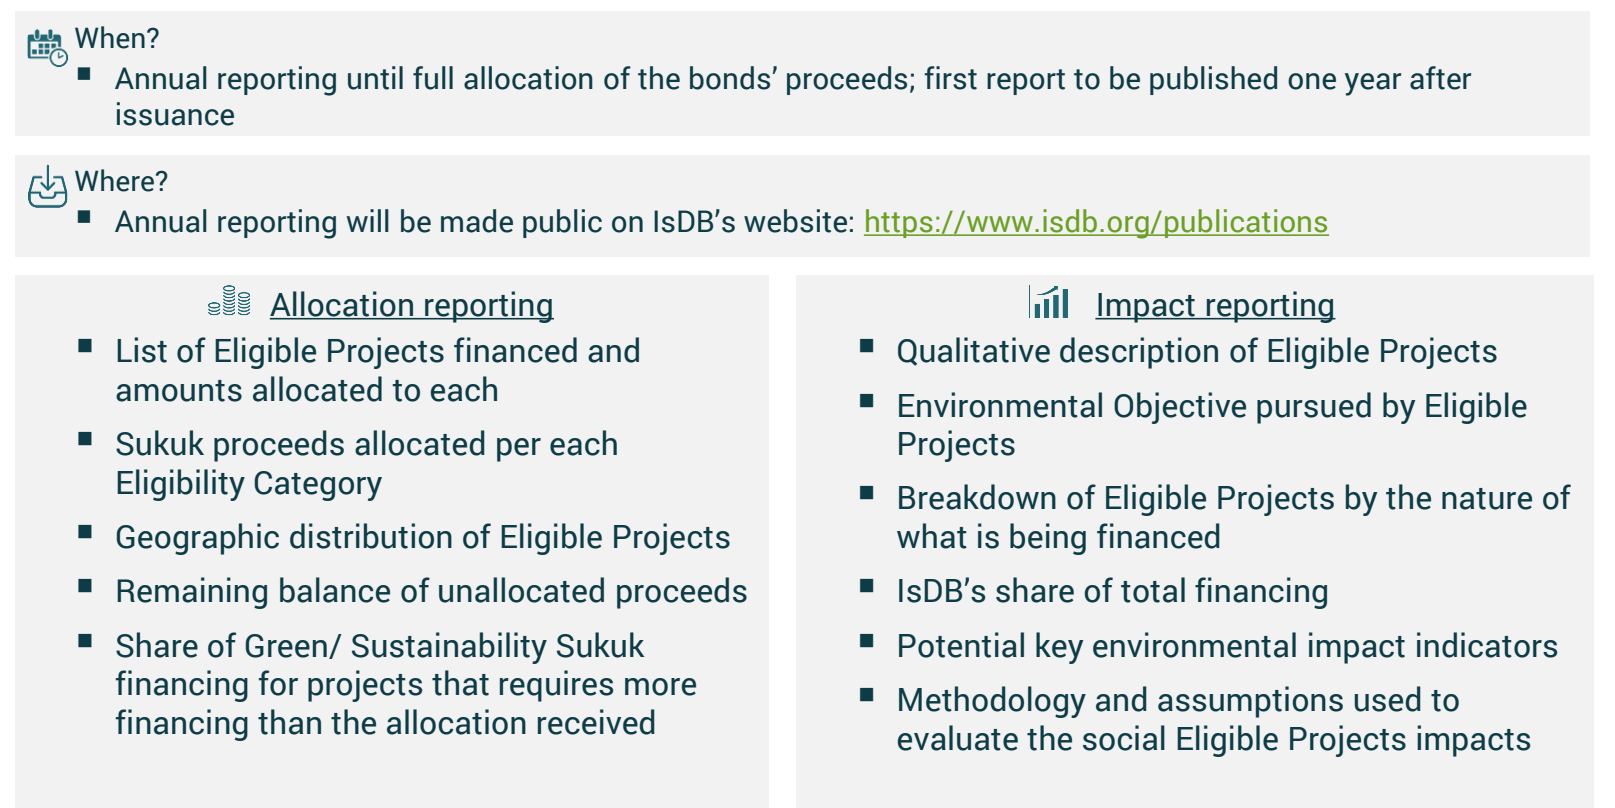 When?
■ Annual reporting until full allocation of the bonds’ proceeds; first report to be published one year after
issuance
Where?
■ Annual reporting will be made public on IsDB’s website: https://www.isdb.org/publications
Allocation reporting
■ List of Eligible Projects financed and
amounts allocated to each
■ Sukuk proceeds allocated per each
Eligibility Category
■ Geographic distribution of Eligible Projects
■ Remaining balance of unallocated proceeds
■ Share of Green/ Sustainability Sukuk
financing for projects that requires more
financing than the allocation received
Impact reporting
■ Qualitative description of Eligible Projects
■ Environmental Objective pursued by Eligible
Projects
■ Breakdown of Eligible Projects by the nature of
what is being financed
■ IsDB’s share of total financing
■ Potential key environmental impact indicators
■ Methodology and assumptions used to
evaluate the social Eligible Projects impacts